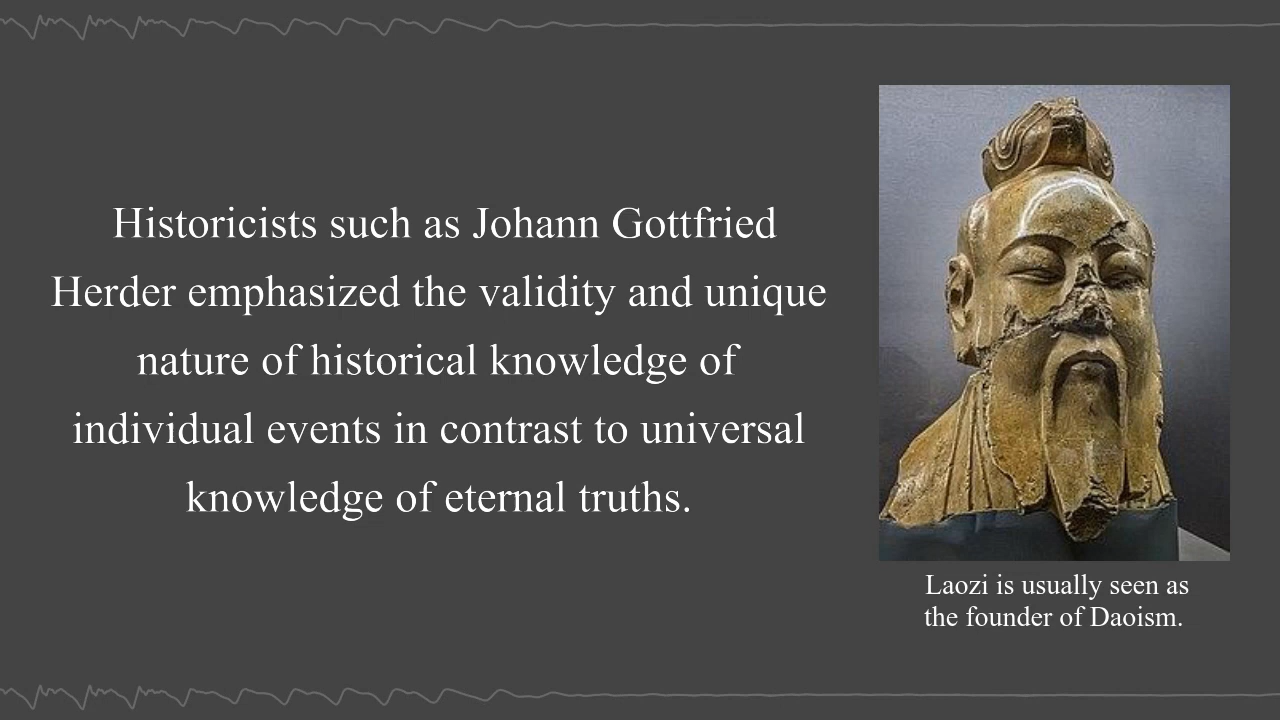 Historicists such as Johann Gottfried
Herder emphasized the validity and unique
nature of historical knowledge of
individual events in contrast to universal
knowledge of eternal truths.
Laozi is usually seen as
the founder of Daoism.